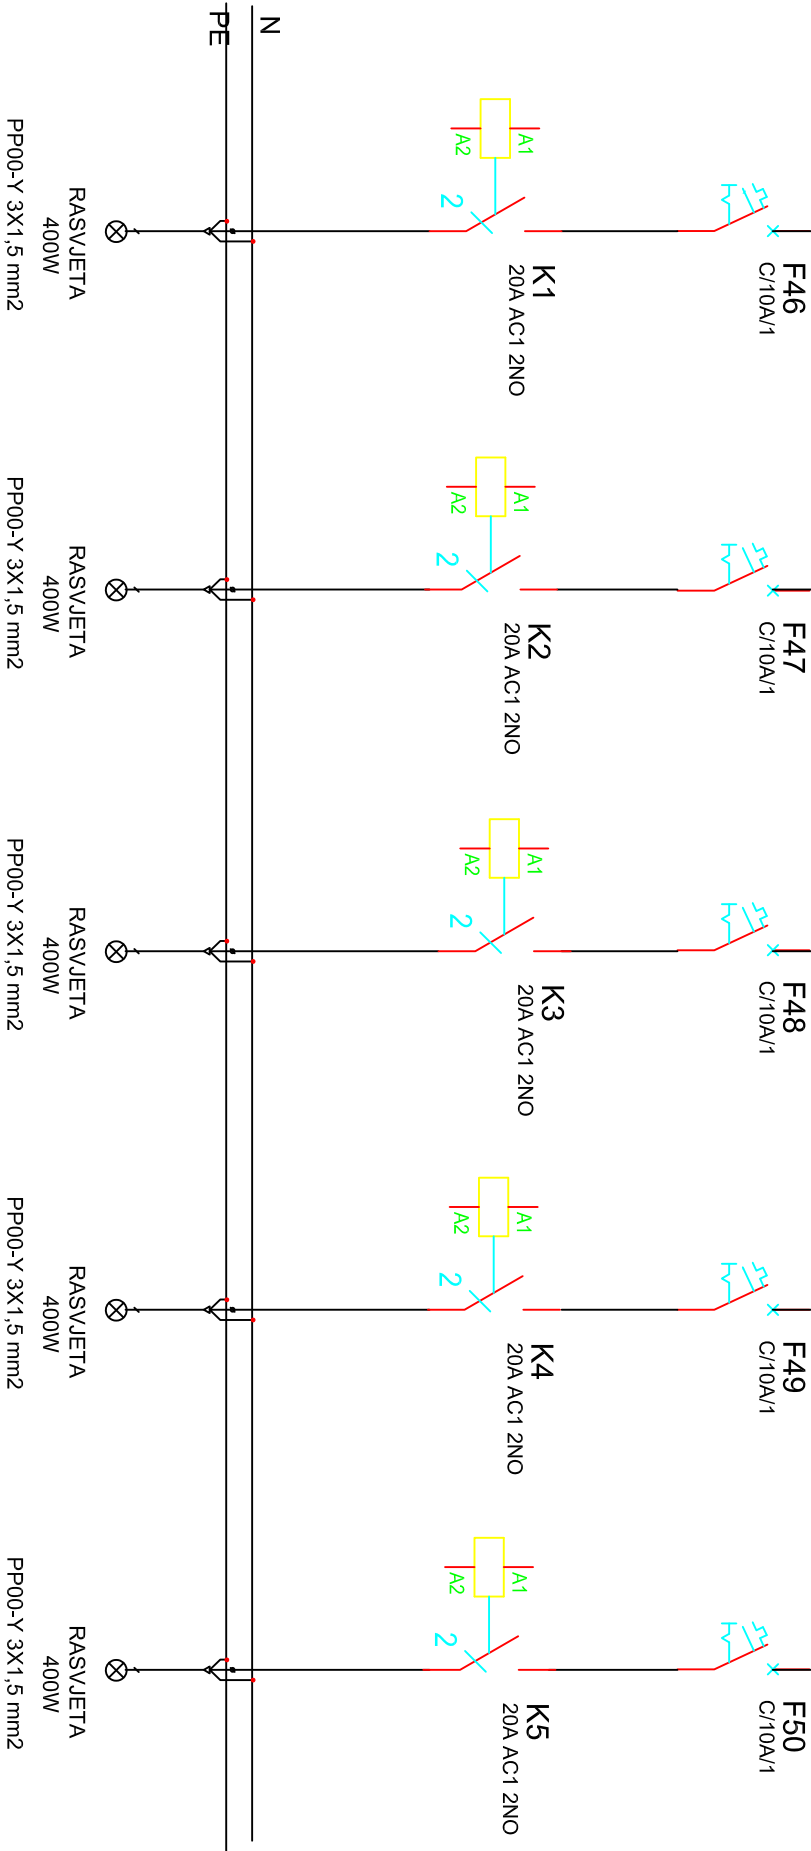 F46
C/10A/1
F47
C/10A/1
F48
C/10A/1
F49
C/10A/1
F50
C/10A/1
A1
A2
2
K1
20A AC1 2NO
A1
A2
2
K2
20A AC1 2NO
A1
A2
2
K3
20A AC1 2NO
A1
A2
2
K4
20A AC1 2NO
A1
A2
2
K5
20A AC1 2NO
N
PE
RASVJETA
400W
PP00-Y 3X1,5 mm2
RASVJETA
400W
PP00-Y 3X1,5 mm2
RASVJETA
400W
PP00-Y 3X1,5 mm2
RASVJETA
400W
PP00-Y 3X1,5 mm2
RASVJETA
400W
PP00-Y 3X1,5 mm2